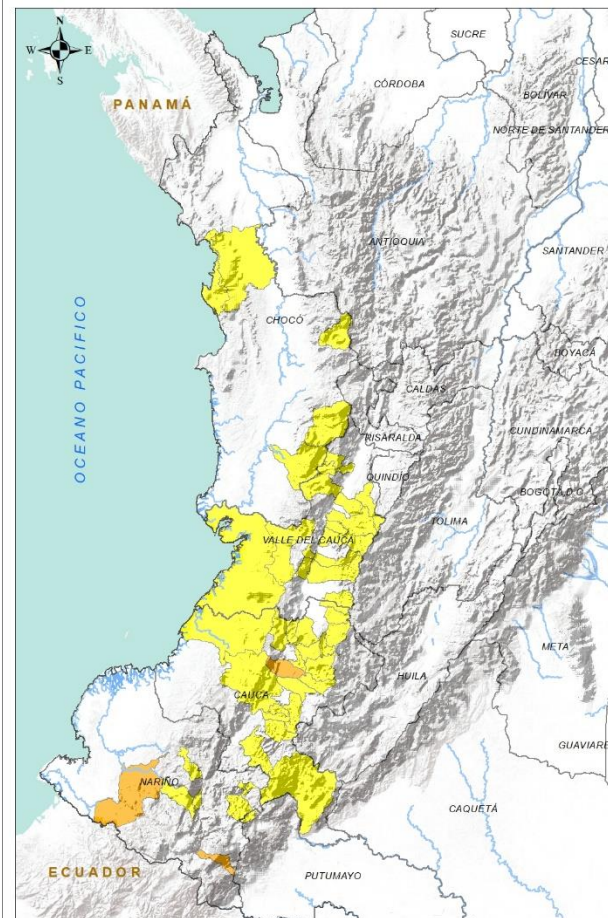 SUCRE
N
W E
S
CÓRDOBA
CESAR
BOLÍVAR
PANAMÁ
NORTE DE SANTANDER
ANTIOQUIA
SANTANDER
OCEANO PACIFICO
CHOCÓ
BOYACÁ
CALDAS
RISARALDA
CUNDINAMARCA
QUINDÍO
BOGOTÁ D.C.
TOLIMA
VALLE DEL CAUCA
META
HUILA
CAUCA
GUAVIARE
NARIÑO
CAQUETÁ
ECUADOR
PUTUMAYO